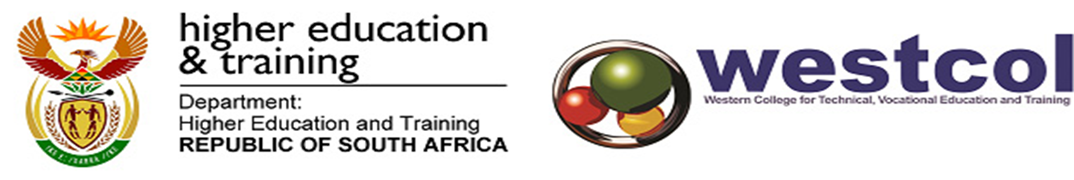 higher education
& training
Department:
Higher Education and Training
REPUBLIC OF SOUTH AFRICA
westcol
Western College for Technical, Vocational Education and Training